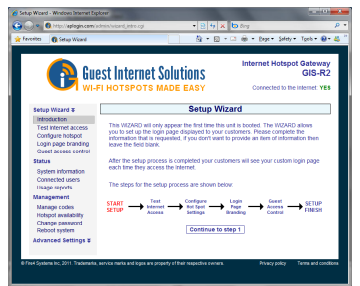 Setup Wizard - Windows Internet Explorer
http://aplogin.com/admin/wizard_intro.cgi
Bing
Favorites
Setup Wizard
Page
Safety
Tools
Guest Internet Solutions
WI-FI HOTSPOTS MADE EASY
Internet Hotspot Gateway
GIS-R2
Connected to the internet: YES
Setup Wizard
Introduction
Test internet access
Configure hotspot
Login page branding
Guest access control
Status
System information
Connected users
Usage reports
Management
Manage codes
Hotspot availability
Change password
Reboot system
Advanced Settings
Setup Wizard
This WIZARD will only appear the first time this unit is booted. The WIZARD allows
you to set up the login page displayed to your customers. Please complete the
information that is requested, if you don't want to provide an item of information then
leave the field blank.
After the setup process is completed your customers will see your custom login page
each time they access the Internet.
The steps for the setup process are shown below:
START SETUP
Test Internet Access
Configure Hot Spot Settings
Login Page Branding
Guest Access Control
SETUP FINISH
Continue to step 1
© Fire4 Systems Inc, 2011. Trademarks, service marks and logos are property of their respective owners.
Privacy policy
Terms and conditions